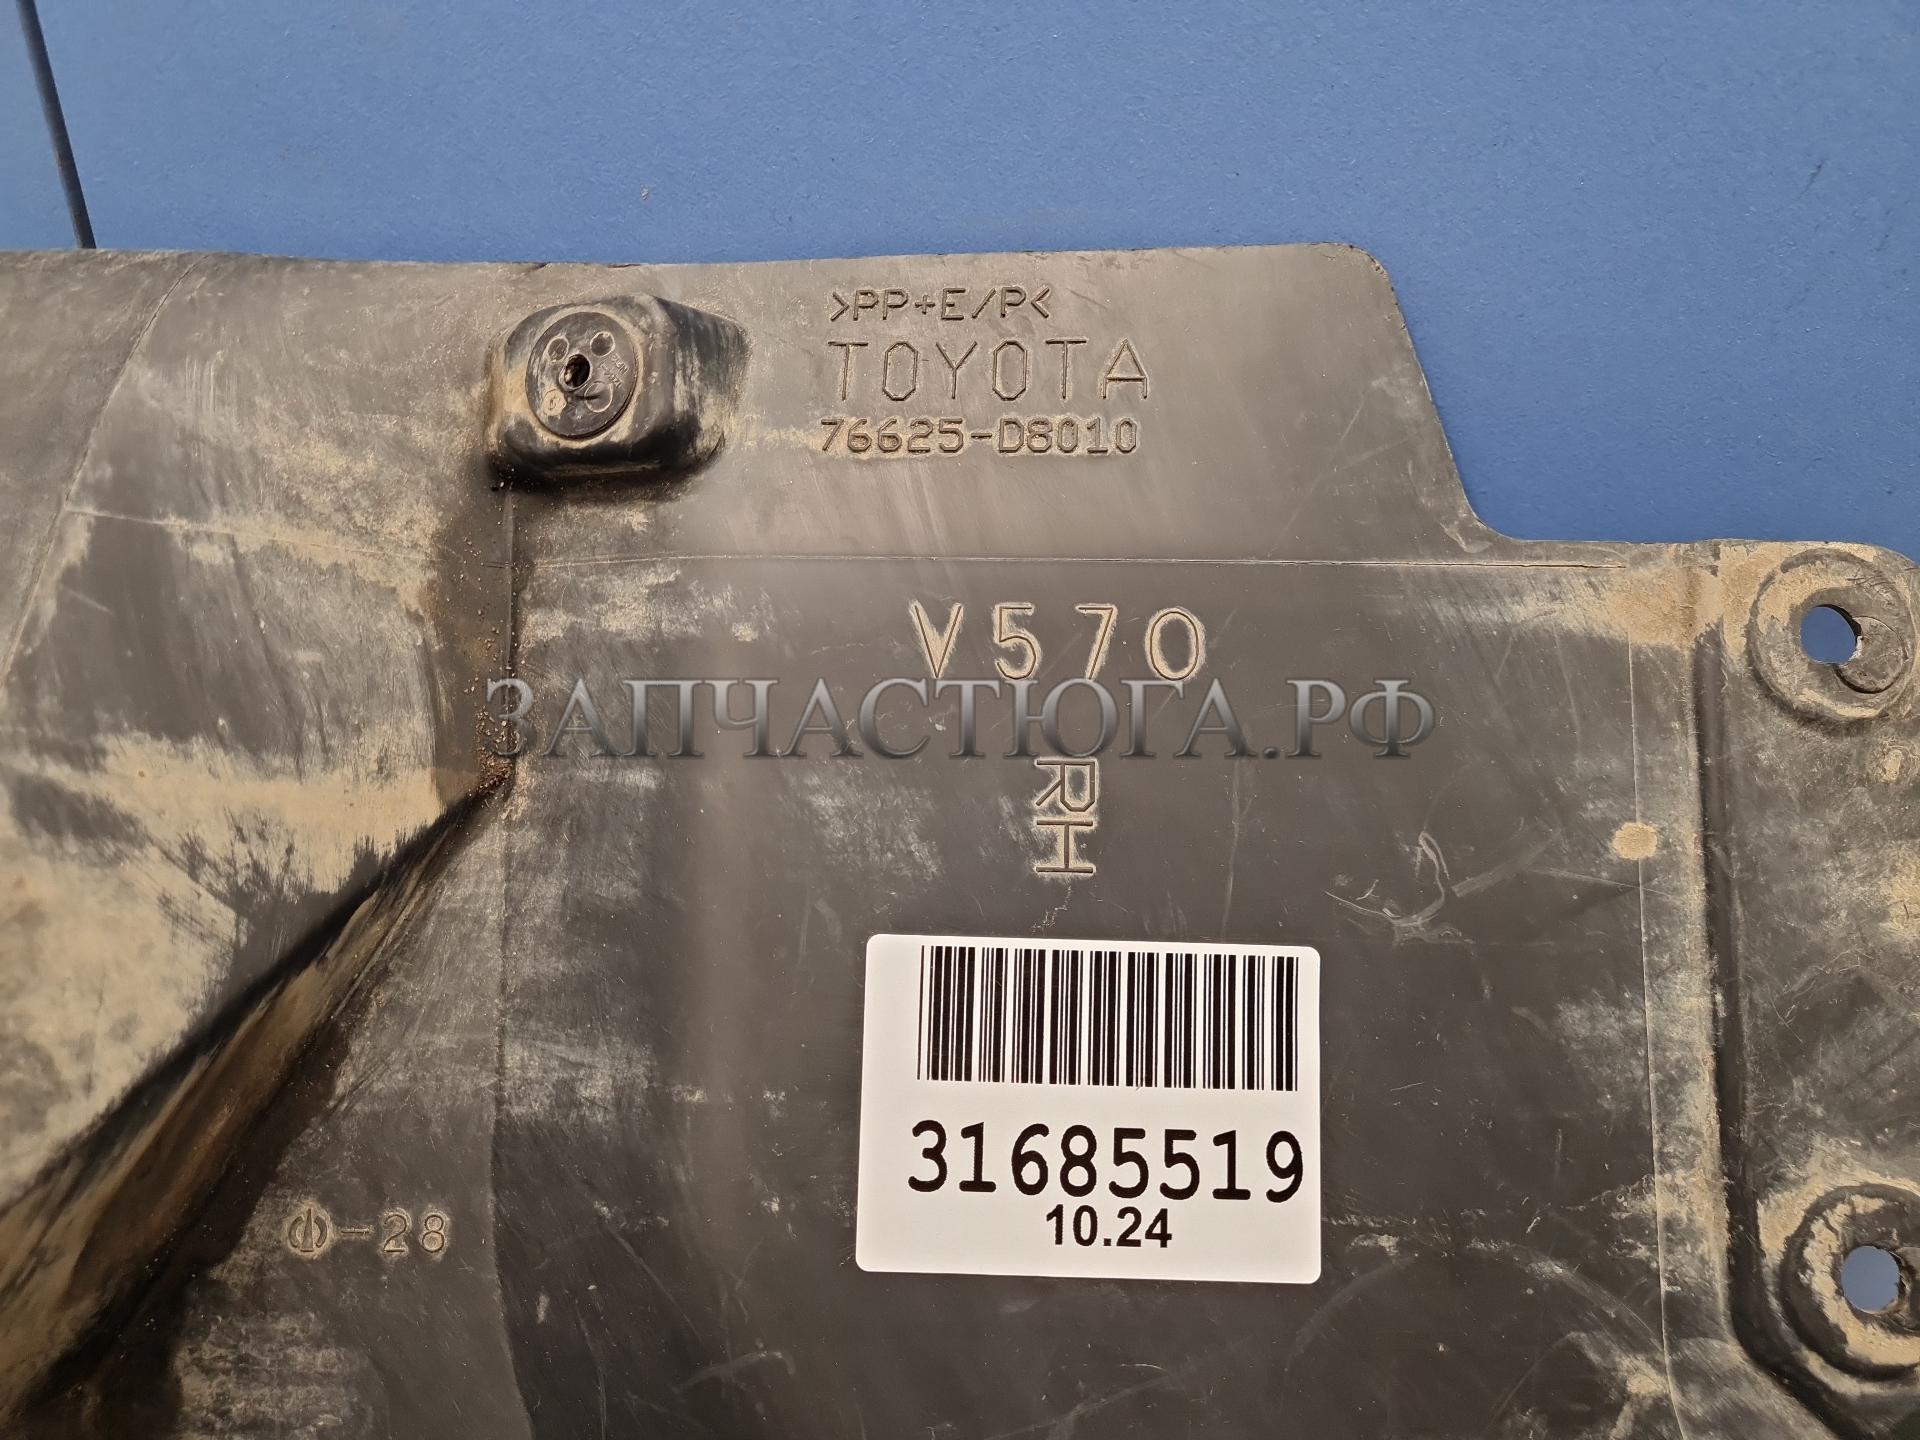 >PP+E/P<
TOYOTA
76625-D8010
V570
ЗАПЧАСТЮГА.РФ
RH
31685519
10.24
-28